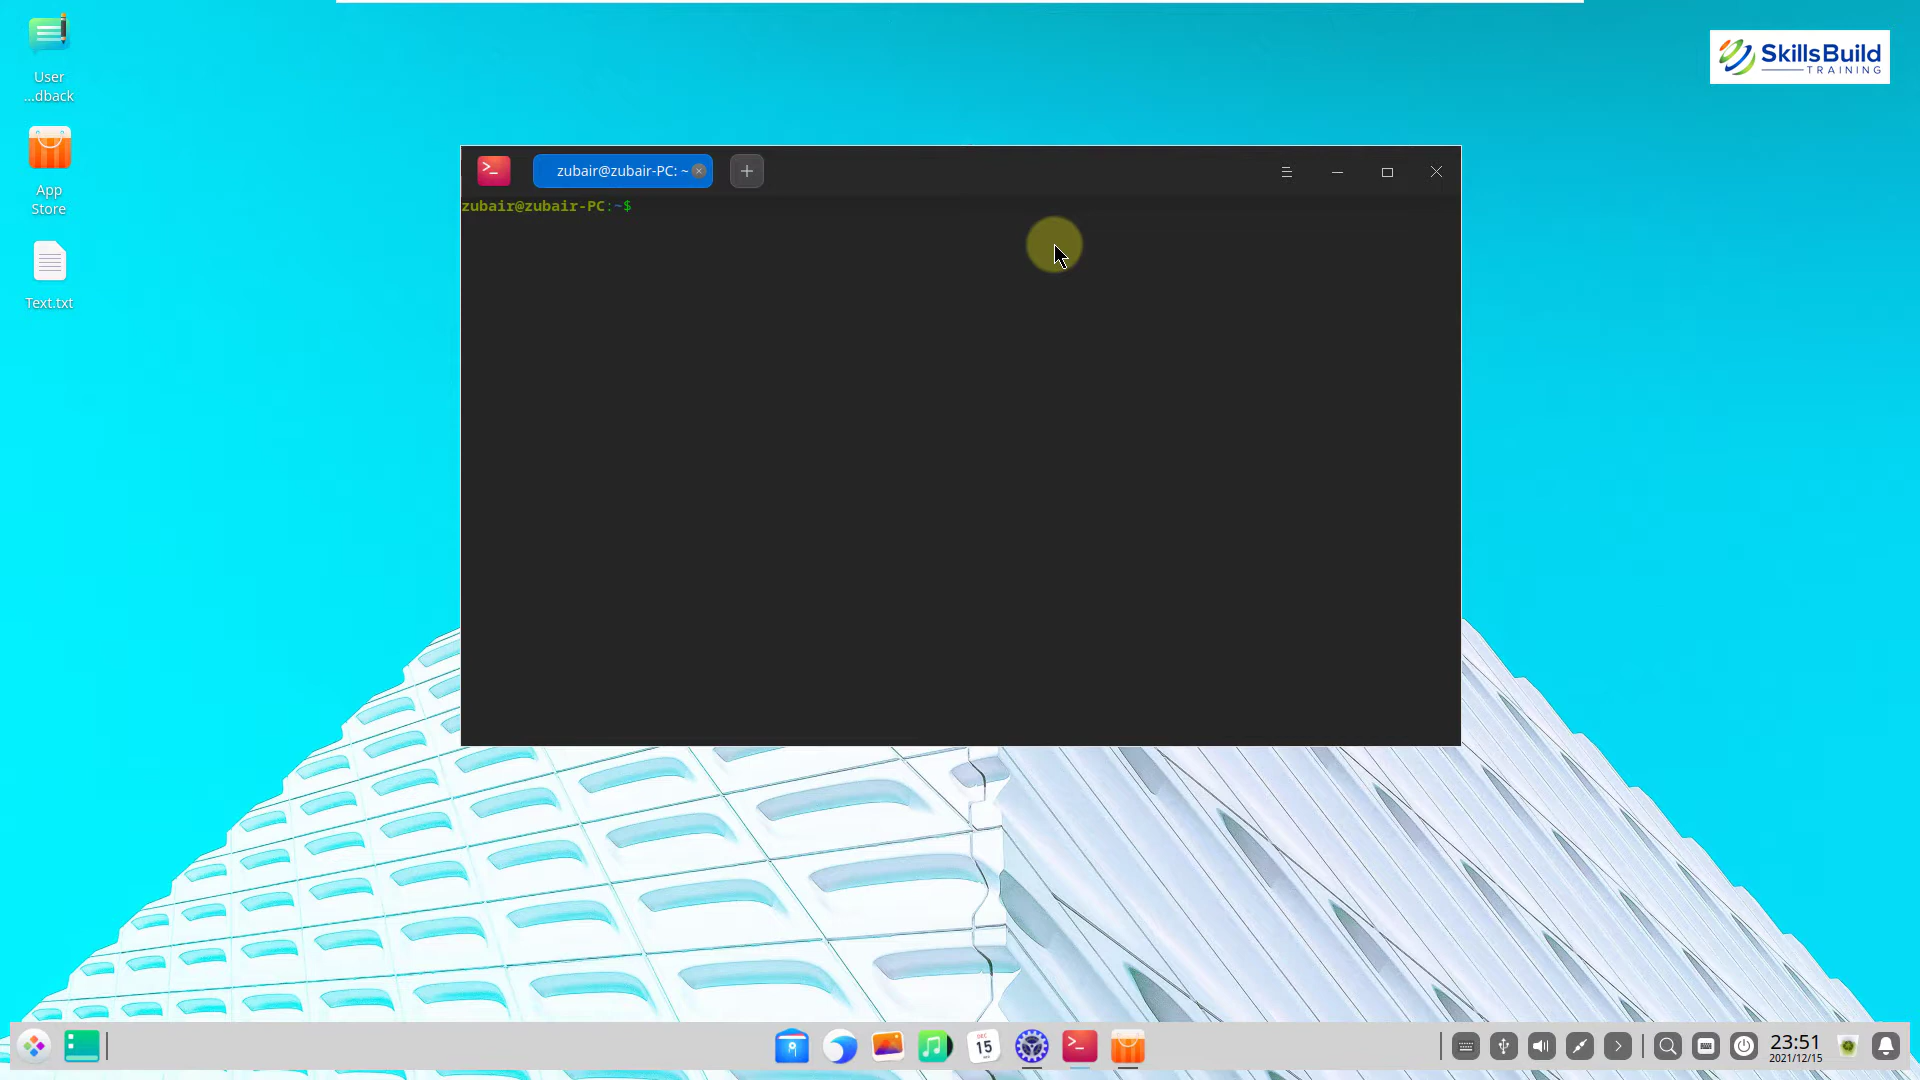 User
...dback
App
Store
Text.txt
SkillsBuild
TRAINING
zubair@zubair-PC: ~
zubair@zubair-PC:~$
DEC
15
23:51
2021/12/15